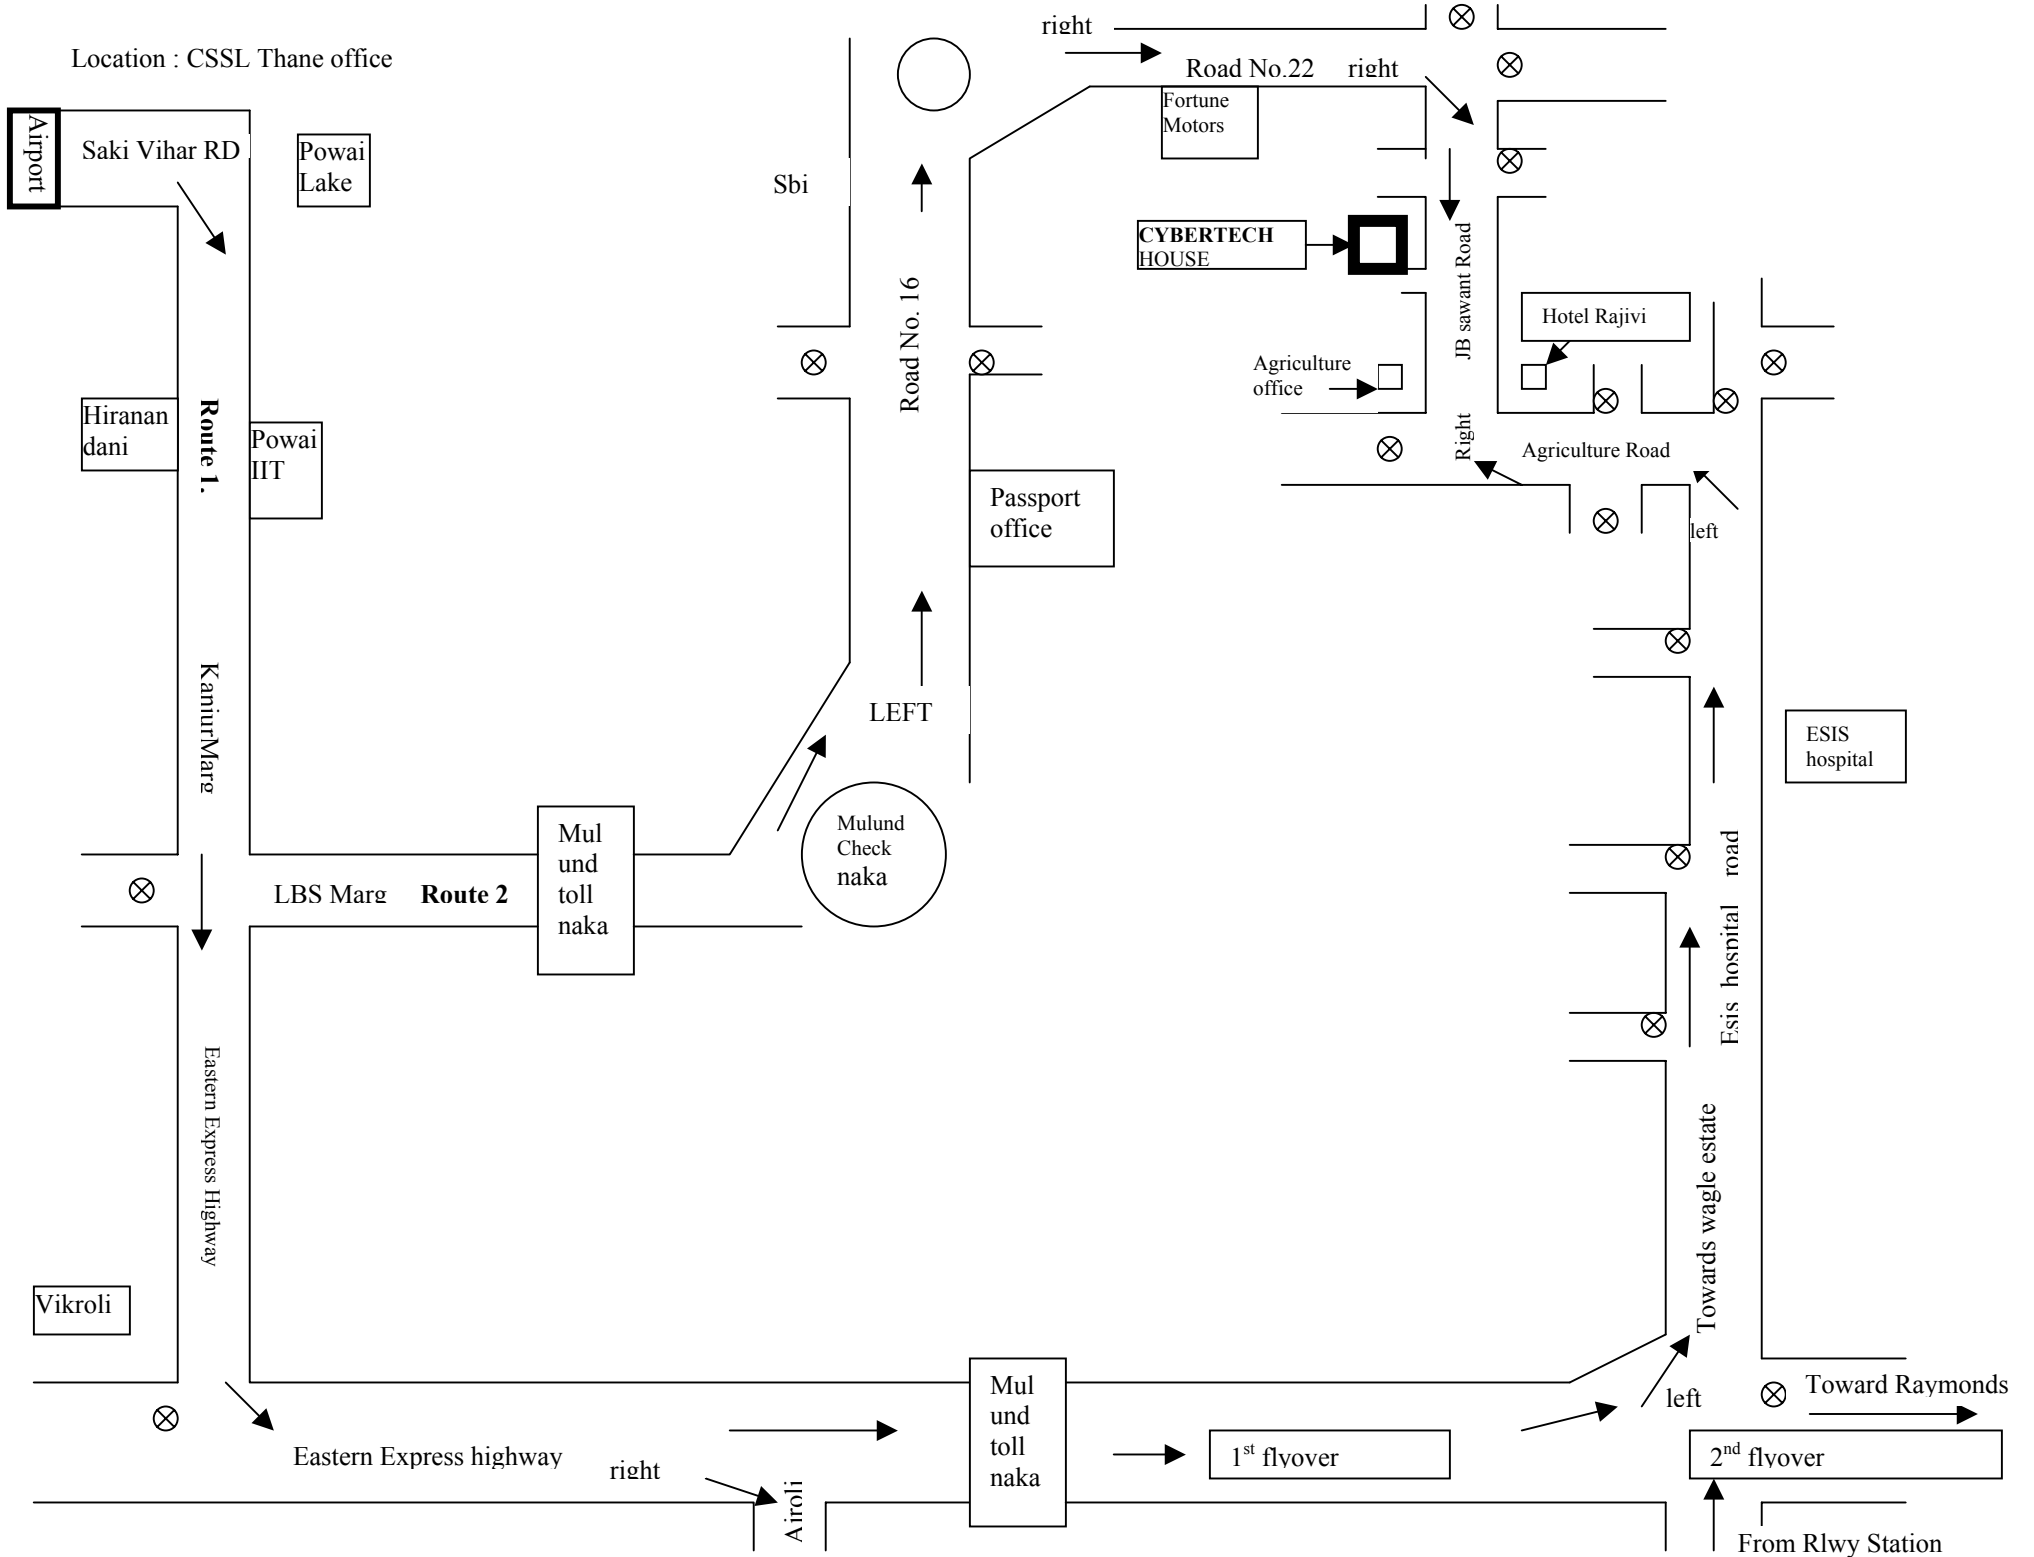 right
Location : CSSL Thane office
Road No.22 right
Fortune
Motors
Airport
Saki Vihar RD
Powai
Lake
Sbi
CYBERTECH
HOUSE
JB sawant Road
Road No. 16
Hotel Rajivi
Agriculture
office
Hiranan
dani
Route 1.
Powai
IIT
Right
Agriculture Road
Passport
office
left
KanjurMarg
LEFT
ESIS
hospital
Mulund
Check
naka
Mul
und
toll
naka
LBS Marg Route 2
Esis hospital road
Eastern Express Highway
Towards wagle estate
Vikroli
Mul
und
toll
naka
Toward Raymonds
left
Eastern Express highway
right
1st flyover
2nd flyover
Airoli
From Rlwy Station